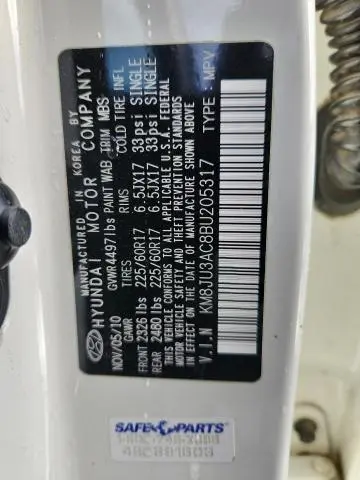 MANUFACTURED IN KOREA BY
HYUNDAI MOTOR COMPANY
NOV/05/10 GVWR 4497 lbs PAINT WAB TRIM MBS
GAWR TIRES RIMS COLD TIRE INFL
FRONT 2326 lbs 225/60R17 6.5JX17 33psi SINGLE
REAR 2480 lbs 225/60R17 6.5JX17 33psi SINGLE
THIS VEHICLE CONFORMS TO ALL APPLICABLE U.S.A. FEDERAL
MOTOR VEHICLE SAFETY AND THEFT PREVENTION STANDARDS
IN EFFECT ON THE DATE OF MANUFACTURE SHOWN ABOVE
V.I.N KM8JU3AC8BU205317 TYPE: MPV
SAFE PARTS